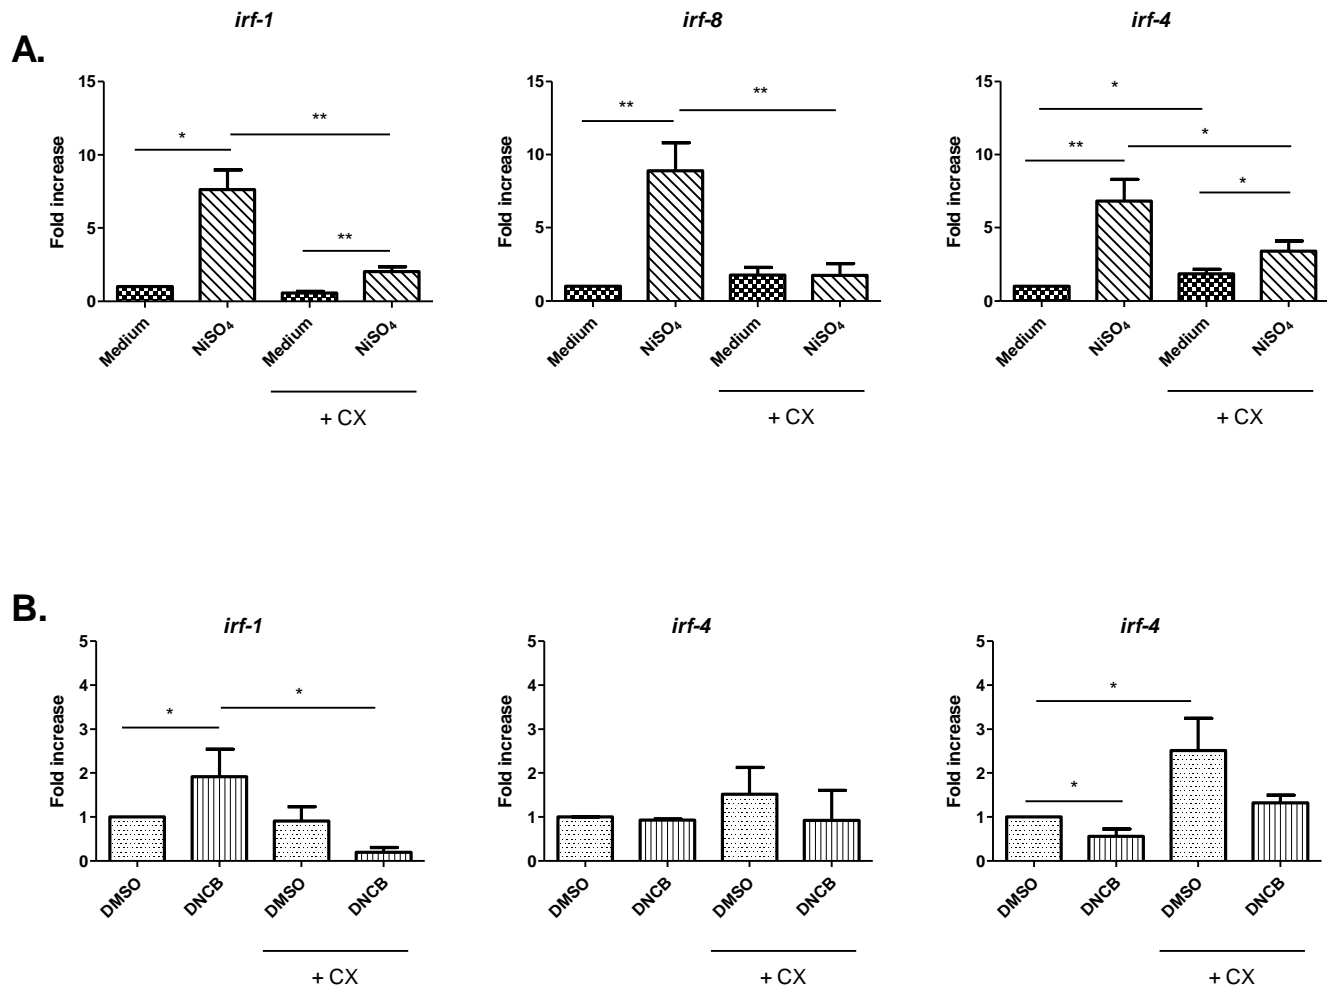 irf-1
irf-8
irf-4
A.
15
10
5
0
Fold increase
*
**
**
Medium
NiSO4
Medium
NiSO4
+ CX
15
10
5
0
Fold increase
**
**
Medium
NiSO4
Medium
NiSO4
+ CX
15
10
5
0
Fold increase
*
**
*
*
Medium
NiSO4
Medium
NiSO4
+ CX
B.
irf-1
5
4
3
2
1
0
Fold increase
*
*
DMSO
DNCB
DMSO
DNCB
+ CX
irf-4
5
4
3
2
1
0
Fold increase
DMSO
DNCB
DMSO
DNCB
+ CX
irf-4
5
4
3
2
1
0
Fold increase
*
*
DMSO
DNCB
DMSO
DNCB
+ CX